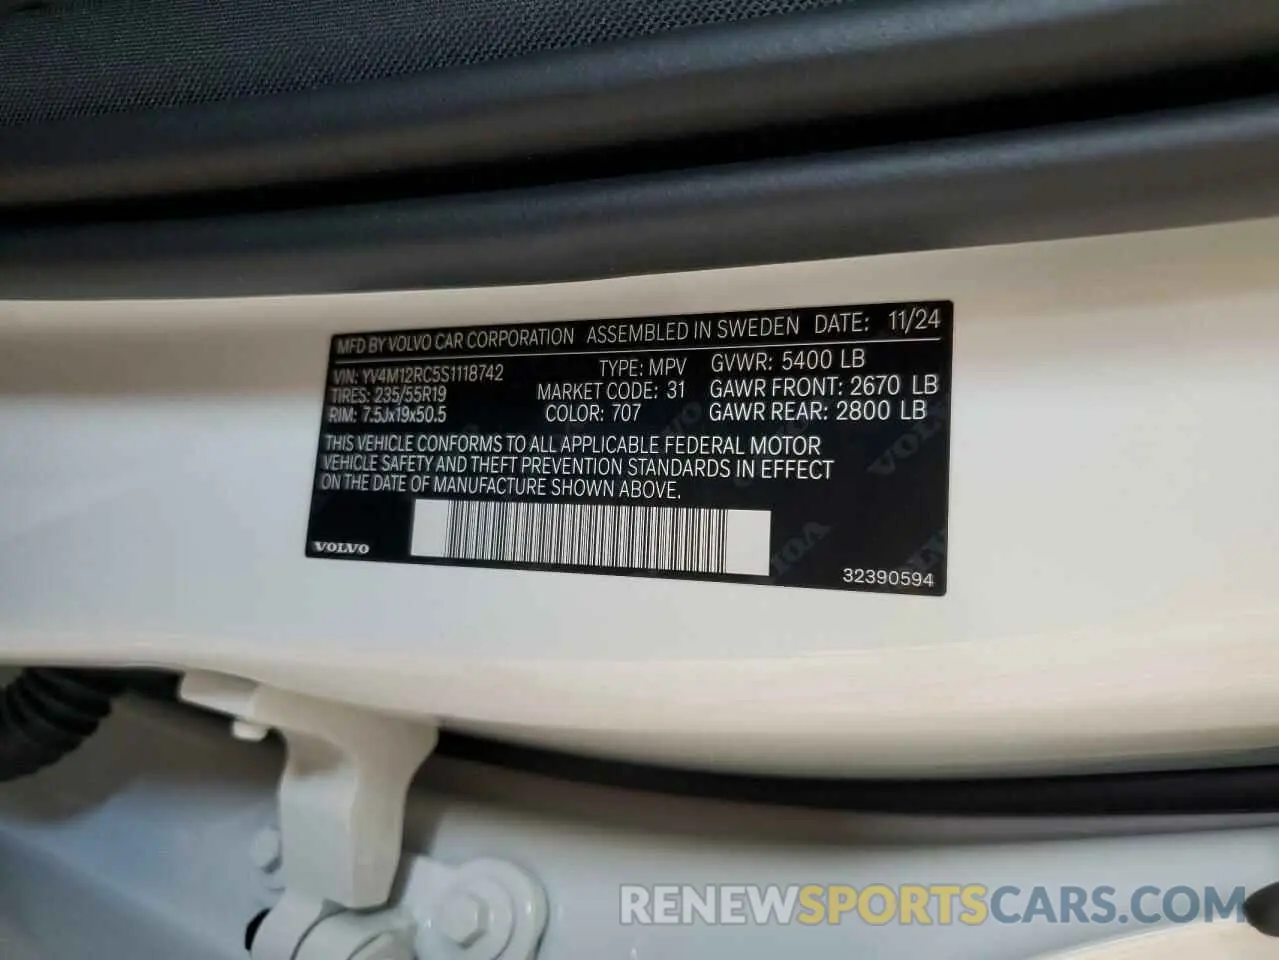 MFD BY VOLVO CAR CORPORATION ASSEMBLED IN SWEDEN DATE: 11/24
VIN: YV4M12RC5S1118742 TYPE: MPV GVWR: 5400 LB
TIRES: 235/55R19 MARKET CODE: 31 GAWR FRONT: 2670 LB
RIM: 7.5Jx19x50.5 COLOR: 707 GAWR REAR: 2800 LB
THIS VEHICLE CONFORMS TO ALL APPLICABLE FEDERAL MOTOR
VEHICLE SAFETY AND THEFT PREVENTION STANDARDS IN EFFECT
ON THE DATE OF MANUFACTURE SHOWN ABOVE.
VOLVO
32390594
RENEWSPORTSCARS.COM